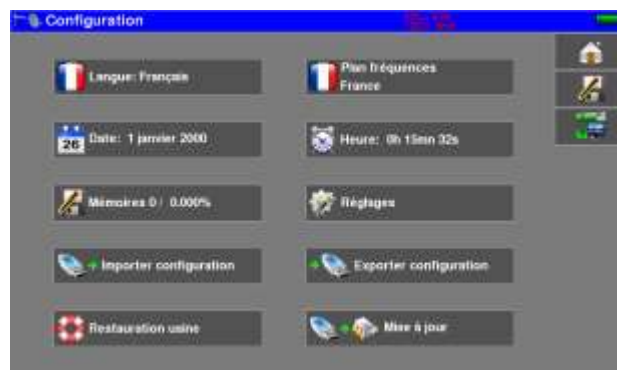 Configuration
Langue: Français
Plan fréquences
France
26
Date: 1 janvier 2000
Heure: 0h 15mn 32s
Mémoires 0 / 0.000%
Réglages
Importer configuration
Exporter configuration
Restauration usine
Mise à jour